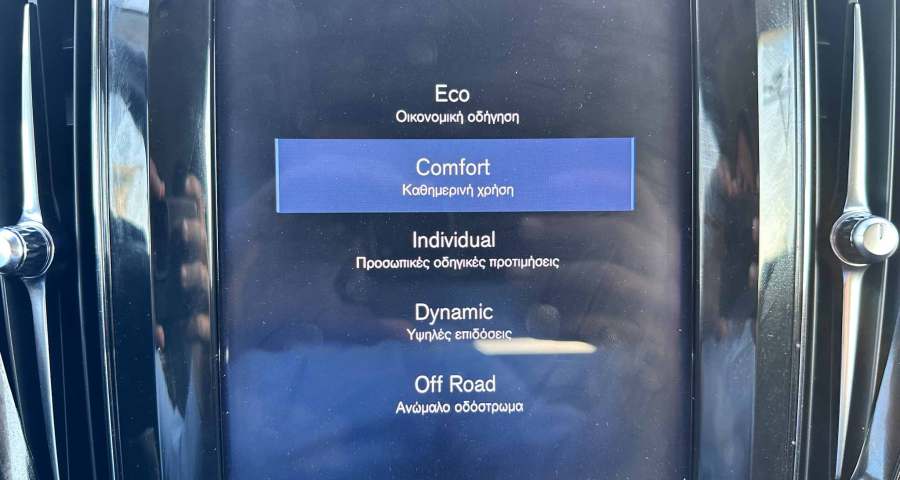 Eco
Οικονομική οδήγηση
Comfort
Καθημερινή χρήση
Individual
Προσωπικές οδηγικές προτιμήσεις
Dynamic
Υψηλές επιδόσεις
Off Road
Ανώμαλο οδόστρωμα